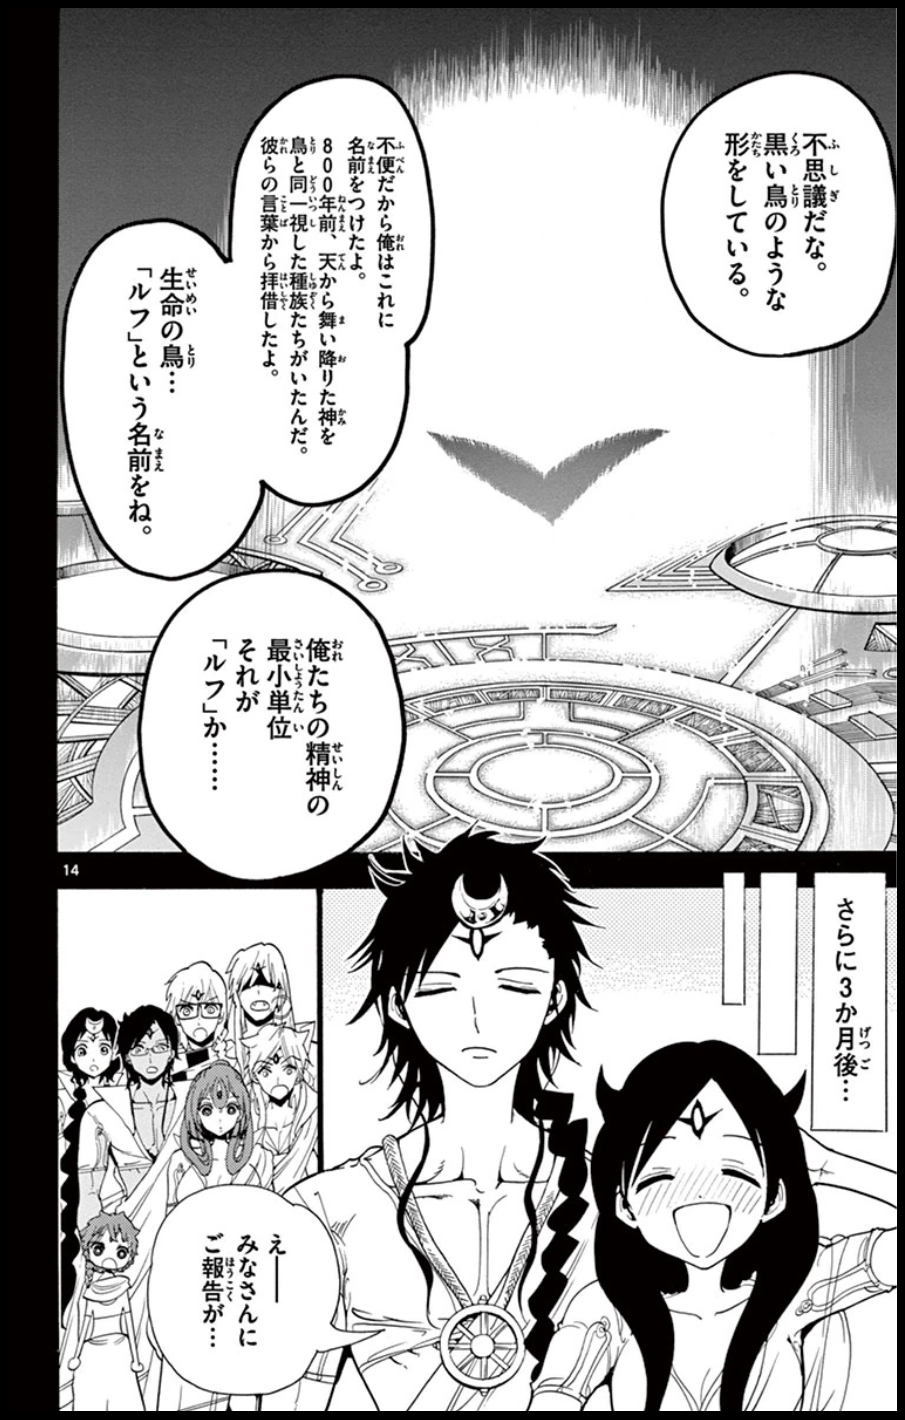 不思議だな。
黒い鳥のような
形をしている。
不便だから俺はこれに
名前をつけたよ。
800年前、天から舞い降りた神を
鳥と同一視した種族たちがいたんだ。
彼らの言葉から拝借したよ。
生命の鳥…
「ルフ」という名前をね。
俺たちの精神の
最小単位
それが
「ルフ」か……
14
さらに3か月後…
えー
みなさんに
ご報告が…